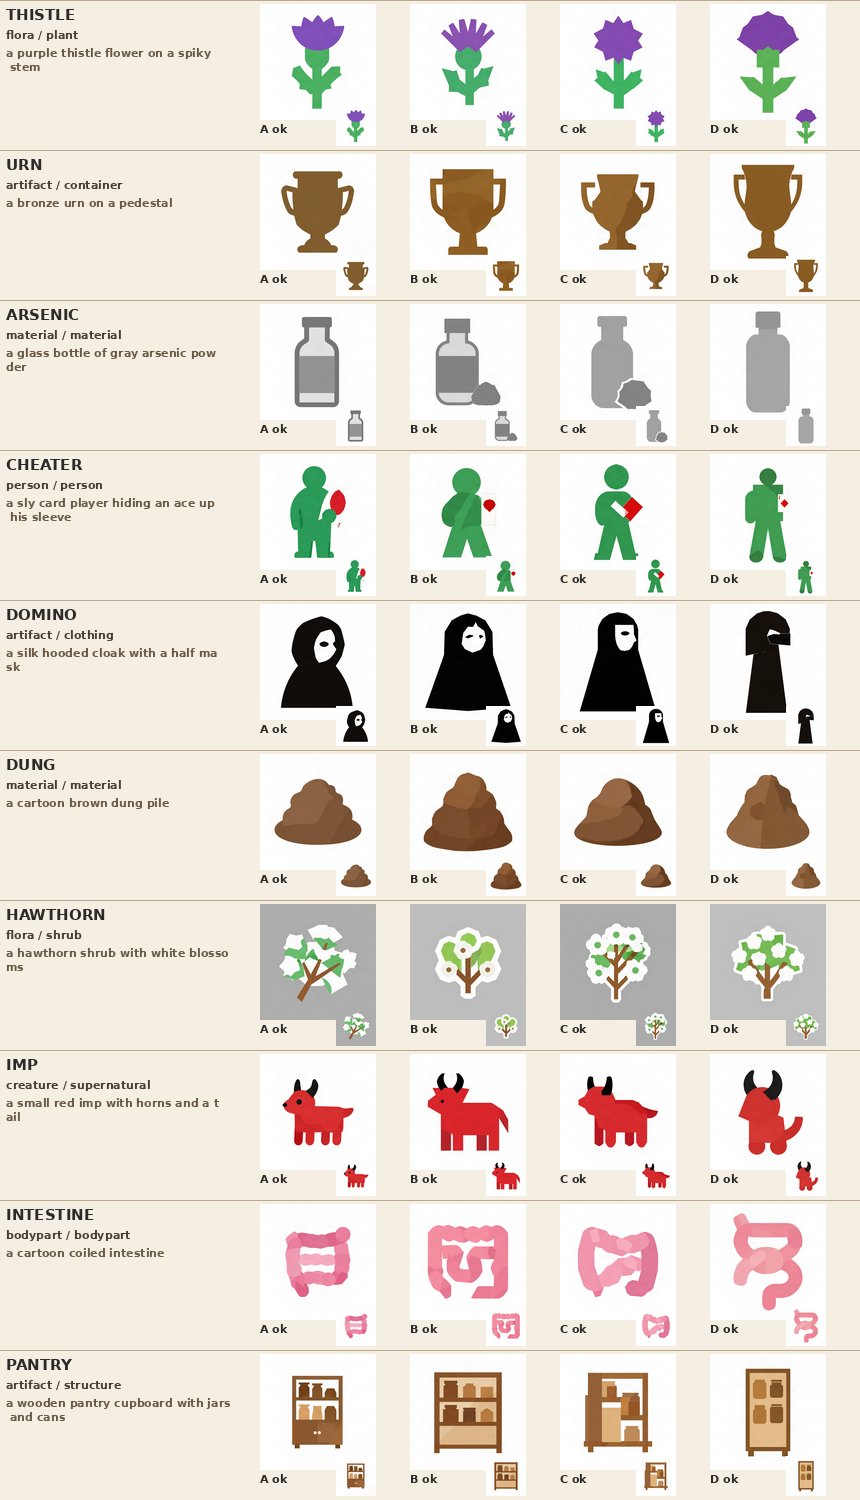 THISTLE
flora / plant
a purple thistle flower on a spiky
stem
A ok
B ok
C ok
D ok
URN
artifact / container
a bronze urn on a pedestal
A ok
B ok
C ok
D ok
ARSENIC
material / material
a glass bottle of gray arsenic pow
der
A ok
B ok
C ok
D ok
CHEATER
person / person
a sly card player hiding an ace up
his sleeve
A ok
B ok
C ok
D ok
DOMINO
artifact / clothing
a silk hooded cloak with a half ma
sk
A ok
B ok
C ok
D ok
DUNG
material / material
a cartoon brown dung pile
A ok
B ok
C ok
D ok
HAWTHORN
flora / shrub
a hawthorn shrub with white blosso
ms
A ok
B ok
C ok
D ok
IMP
creature / supernatural
a small red imp with horns and a t
ail
A ok
B ok
C ok
D ok
INTESTINE
bodypart / bodypart
a cartoon coiled intestine
A ok
B ok
C ok
D ok
PANTRY
artifact / structure
a wooden pantry cupboard with jars
and cans
A ok
B ok
C ok
D ok